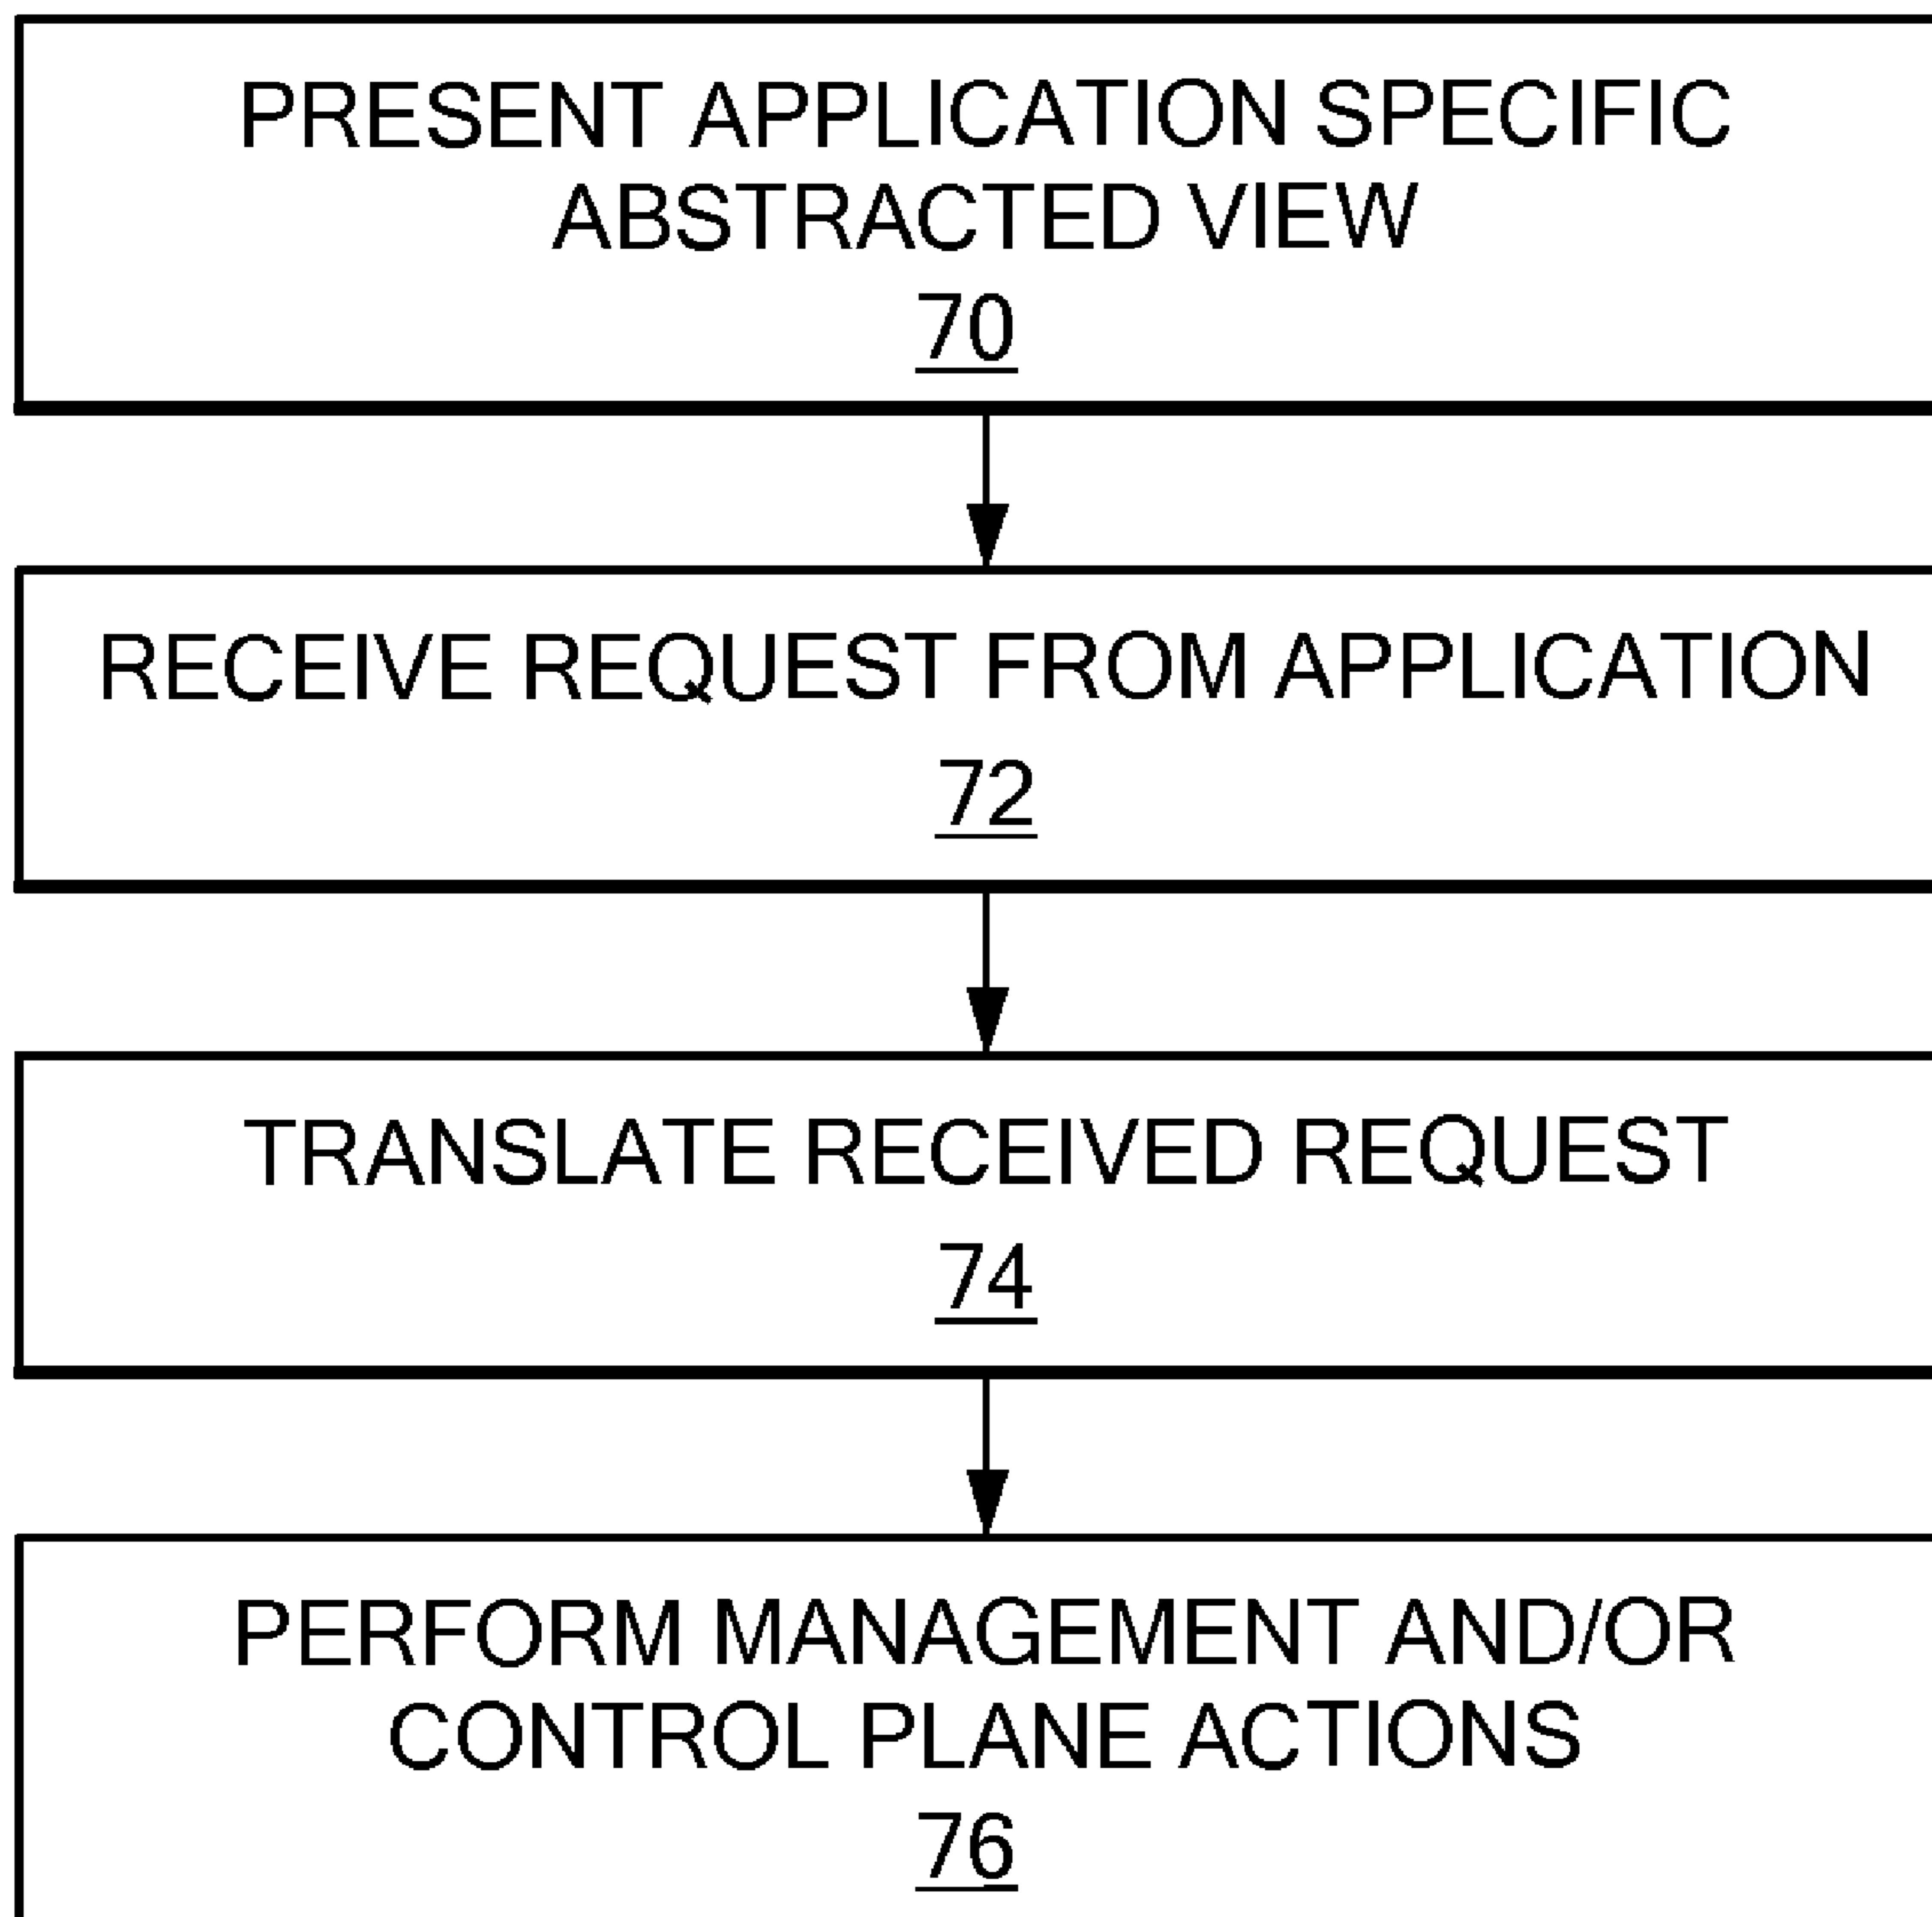 PRESENT APPLICATION SPECIFIC
ABSTRACTED VIEW
70
RECEIVE REQUEST FROM APPLICATION
72
TRANSLATE RECEIVED REQUEST
74
PERFORM MANAGEMENT AND/OR
CONTROL PLANE ACTIONS
76